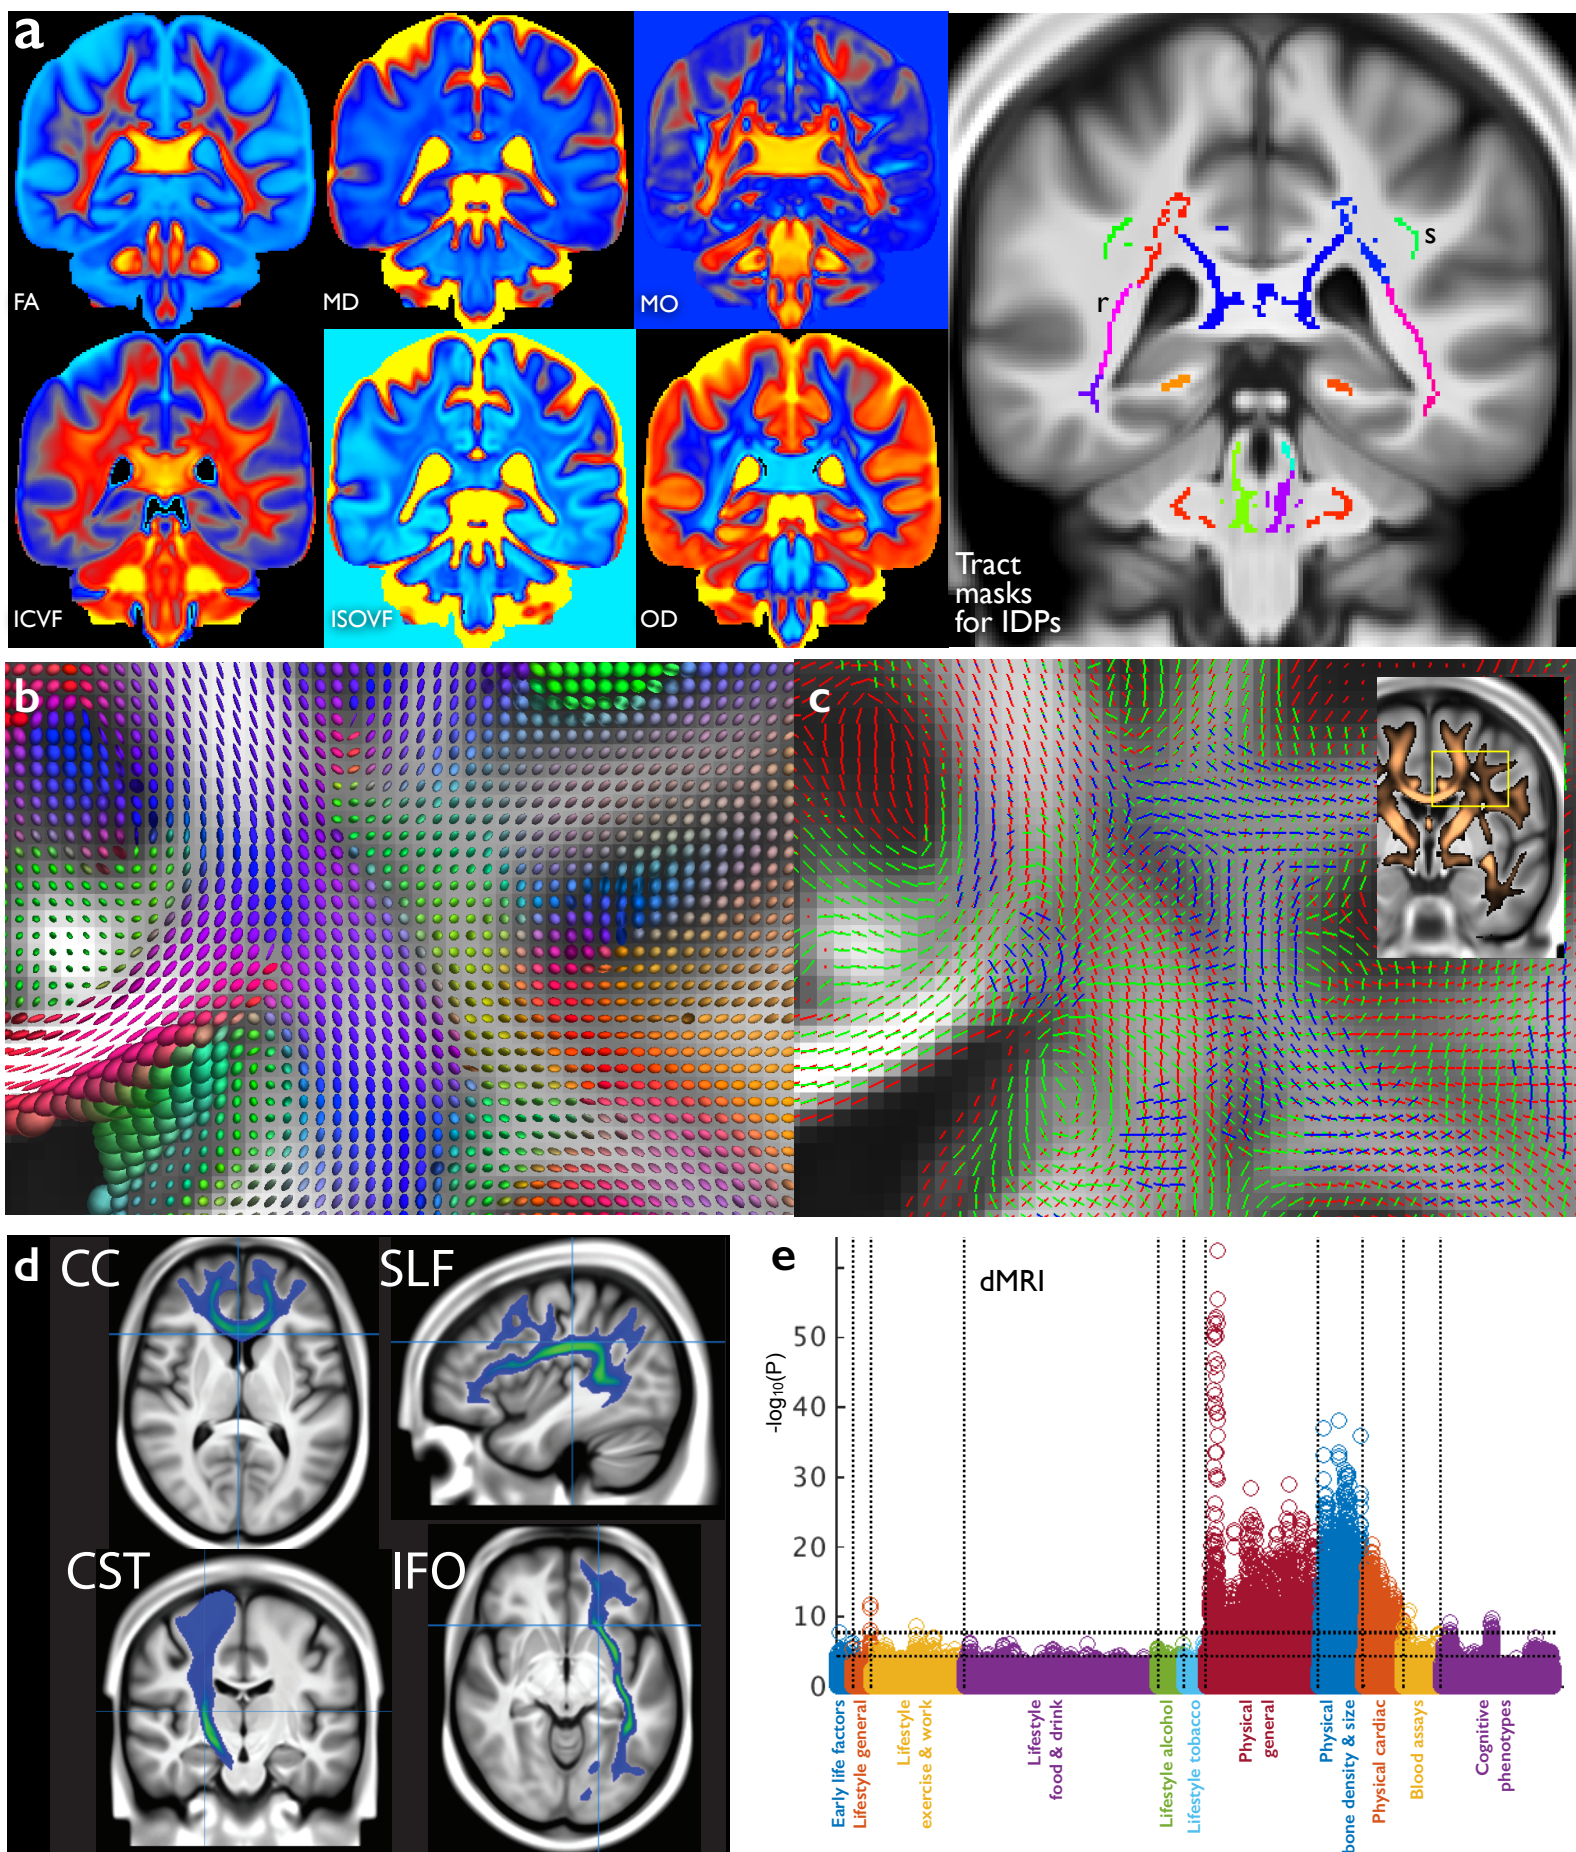 a
FA
MD
MO
ICVF
ISOVF
OD
r
s
Tract
masks
for IDPs
b
c
d
CC
SLF
CST
IFO
e
dMRI
-log₁₀(P)
50
40
30
20
10
0
Early life factors
Lifestyle general
Lifestyle
exercise & work
Lifestyle
food & drink
Lifestyle alcohol
Lifestyle tobacco
Physical
general
Physical
bone density & size
Physical cardiac
Blood assays
Cognitive
phenotypes